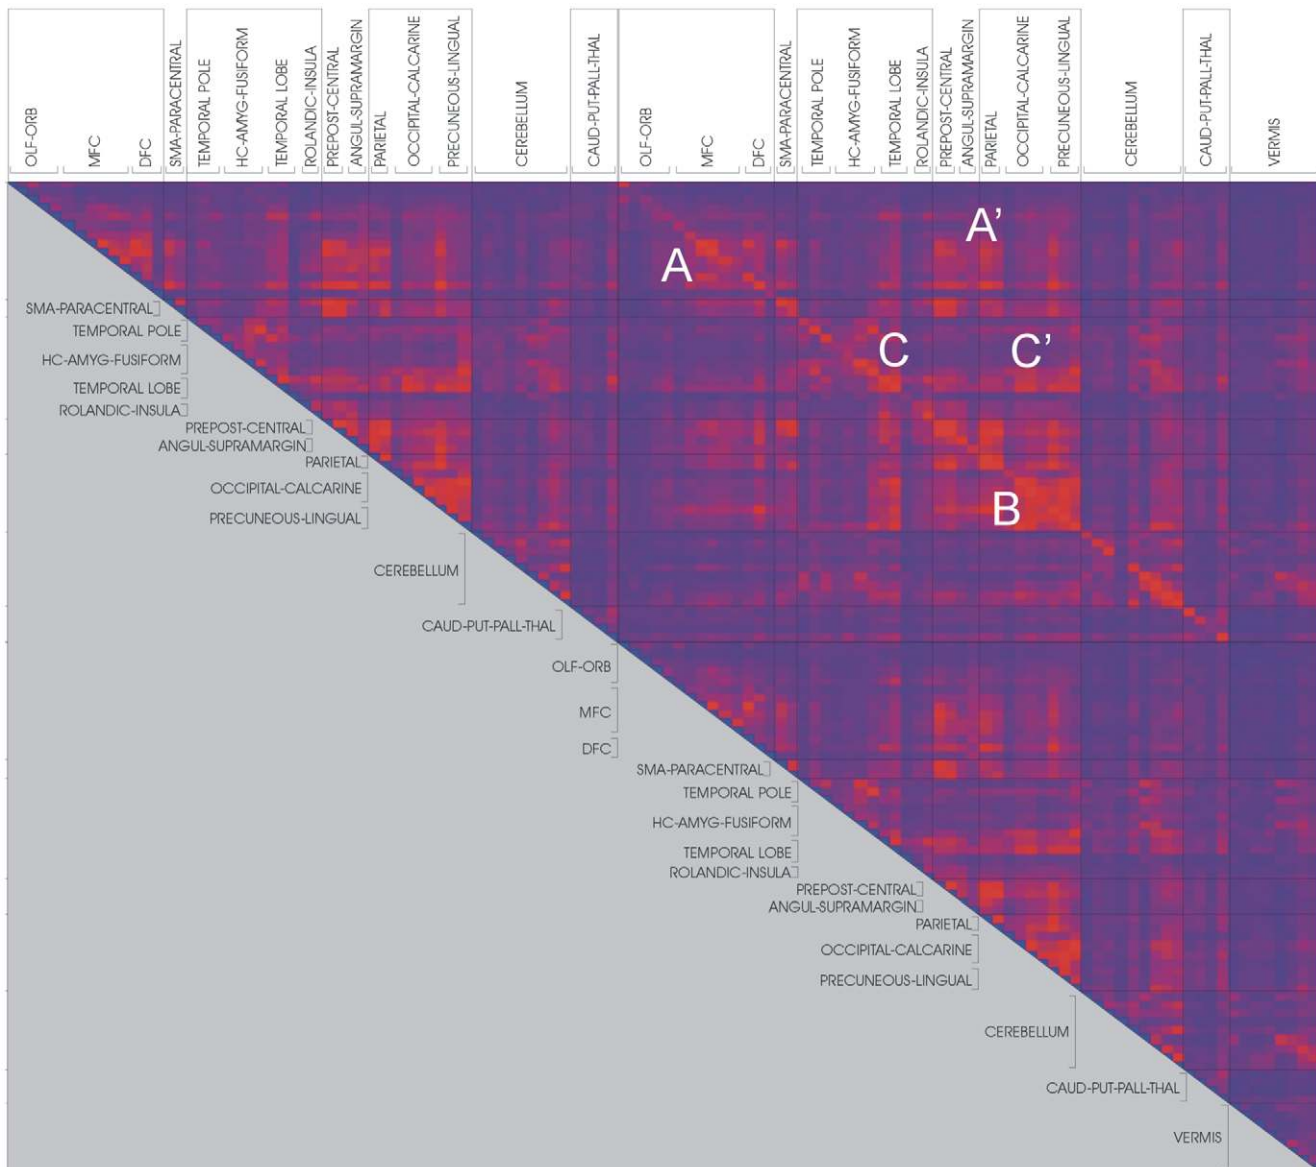 OLF-ORB
MFC
DFC
SMA-PARACENTRAL
TEMPORAL POLE
HC-AMYG-FUSIFORM
TEMPORAL LOBE
ROLANDIC-INSULA
PREPOST-CENTRAL
ANGUL-SUPRAMARGIN
PARIETAL
OCCIPITAL-CALCARINE
PRECUNEOUS-LINGUAL
CEREBELLUM
CAUD-PUT-PALL-THAL
OLF-ORB
MFC
DFC
SMA-PARACENTRAL
TEMPORAL POLE
HC-AMYG-FUSIFORM
TEMPORAL LOBE
ROLANDIC-INSULA
PREPOST-CENTRAL
ANGUL-SUPRAMARGIN
PARIETAL
OCCIPITAL-CALCARINE
PRECUNEOUS-LINGUAL
CEREBELLUM
CAUD-PUT-PALL-THAL
VERMIS
A'
A
C
C'
B
SMA-PARACENTRAL
TEMPORAL POLE
HC-AMYG-FUSIFORM
TEMPORAL LOBE
ROLANDIC-INSULA
PREPOST-CENTRAL
ANGUL-SUPRAMARGIN
PARIETAL
OCCIPITAL-CALCARINE
PRECUNEOUS-LINGUAL
CEREBELLUM
CAUD-PUT-PALL-THAL
OLF-ORB
MFC
DFC
SMA-PARACENTRAL
TEMPORAL POLE
HC-AMYG-FUSIFORM
TEMPORAL LOBE
ROLANDIC-INSULA
PREPOST-CENTRAL
ANGUL-SUPRAMARGIN
PARIETAL
OCCIPITAL-CALCARINE
PRECUNEOUS-LINGUAL
CEREBELLUM
CAUD-PUT-PALL-THAL
VERMIS